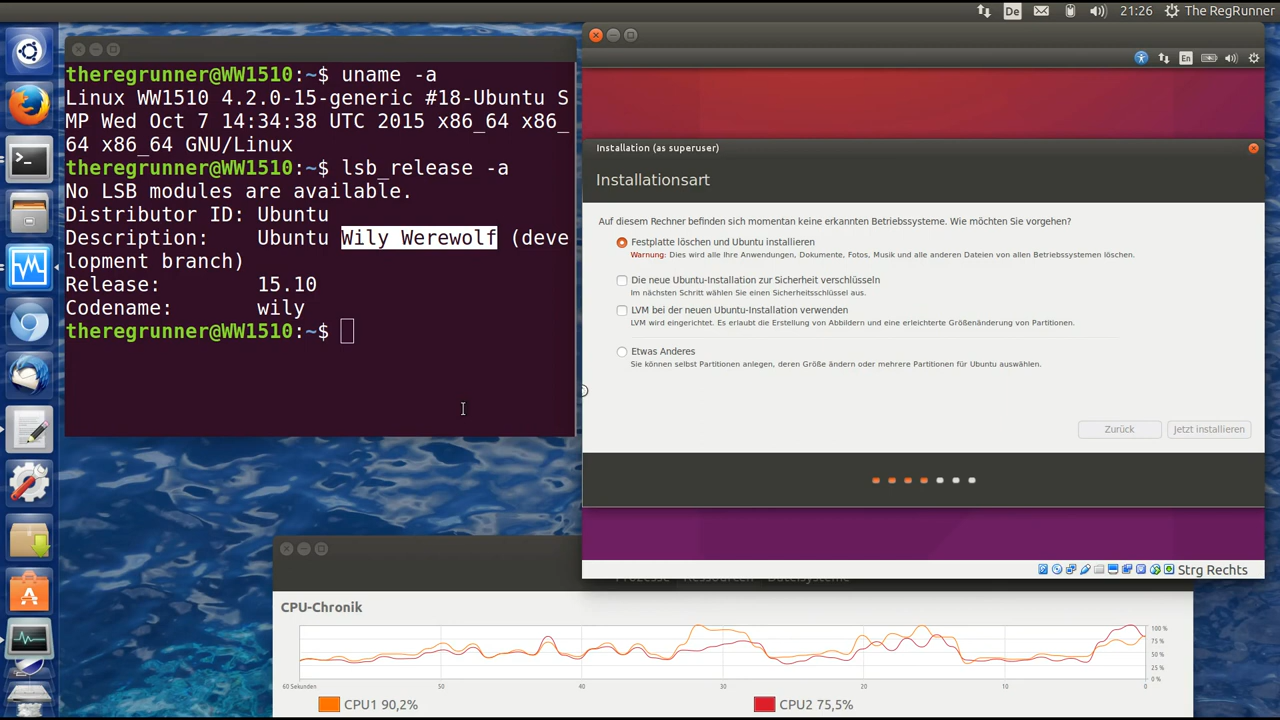 De
21:26
The RegRunner
theregrunner@WW1510:~$ uname -a
Linux WW1510 4.2.0-15-generic #18-Ubuntu S
MP Wed Oct 7 14:34:38 UTC 2015 x86_64 x86_
64 x86_64 GNU/Linux
theregrunner@WW1510:~$ lsb_release -a
No LSB modules are available.
Distributor ID: Ubuntu
Description: Ubuntu Wily Werewolf (deve
lopment branch)
Release: 15.10
Codename: wily
theregrunner@WW1510:~$
En
Installation (as superuser)
Installationsart
Auf diesem Rechner befinden sich momentan keine erkannten Betriebssysteme. Wie möchten Sie vorgehen?
Festplatte löschen und Ubuntu installieren
Warnung: Dies wird alle Ihre Anwendungen, Dokumente, Fotos, Musik und alle anderen Dateien von allen Betriebssystemen löschen.
Die neue Ubuntu-Installation zur Sicherheit verschlüsseln
Im nächsten Schritt wählen Sie einen Sicherheitsschlüssel aus.
LVM bei der neuen Ubuntu-Installation verwenden
LVM wird eingerichtet. Es erlaubt die Erstellung von Abbildern und eine erleichterte Größenänderung von Partitionen.
Etwas Anderes
Sie können selbst Partitionen anlegen, deren Größe ändern oder mehrere Partitionen für Ubuntu auswählen.
Zurück
Jetzt installieren
Strg Rechts
Prozesse Ressourcen Dateisysteme
CPU-Chronik
100 %
75 %
50 %
25 %
0 %
60 Sekunden 50 40 30 20 10 0
CPU1 90,2%
CPU2 75,5%